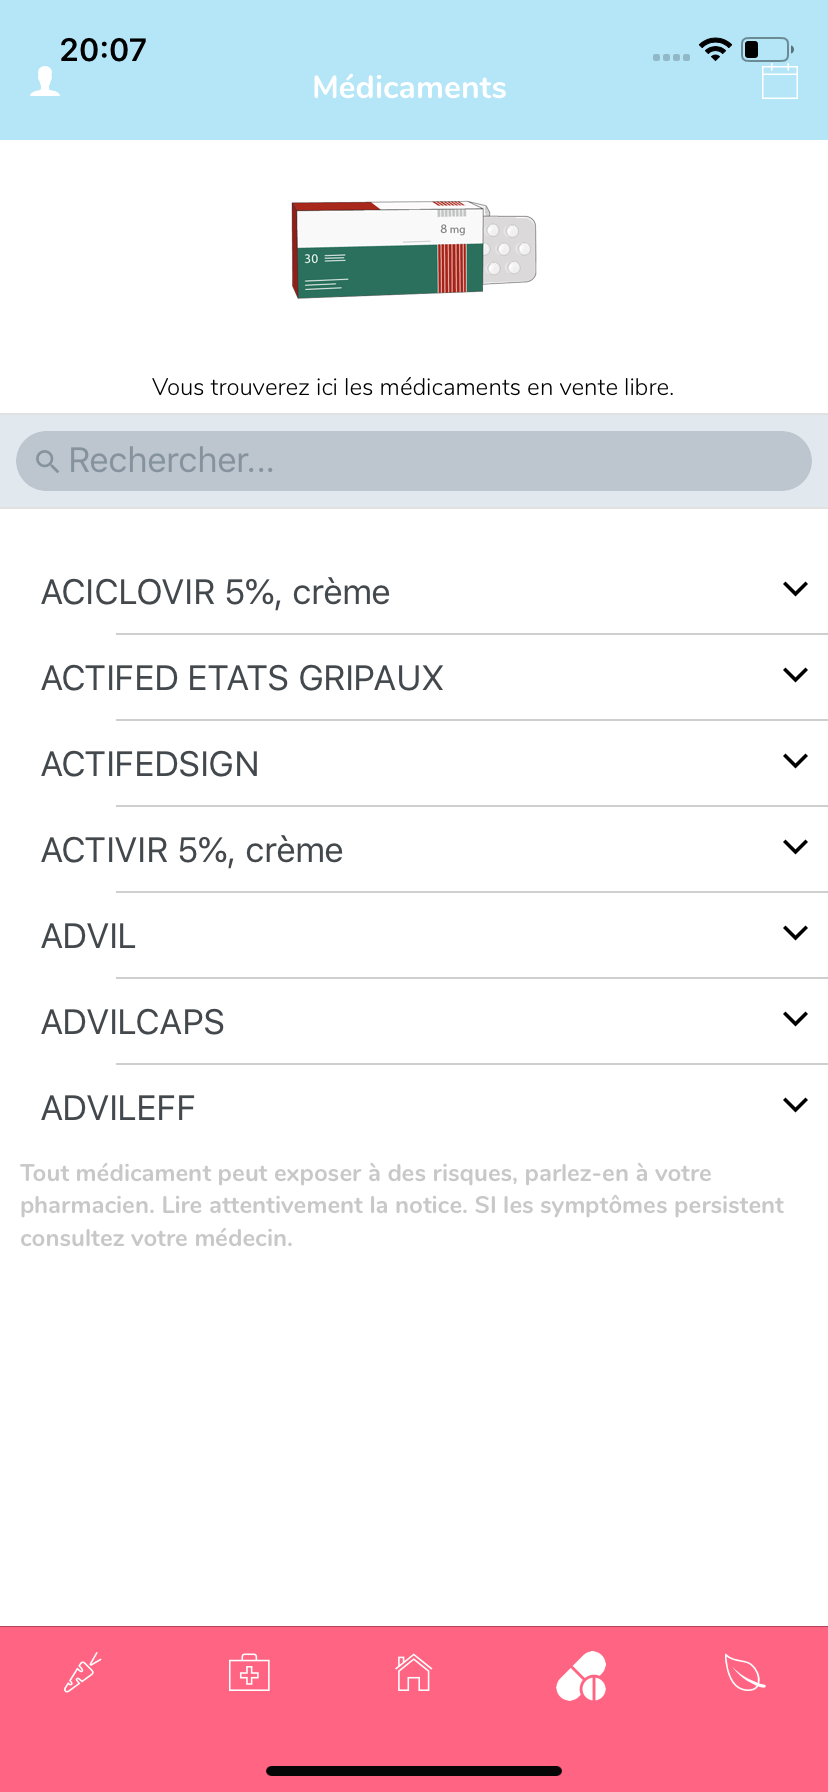 20:07
Médicaments
8 mg
30
Vous trouverez ici les médicaments en vente libre.
Rechercher...
ACICLOVIR 5%, crème
ACTIFED ETATS GRIPAUX
ACTIFEDSIGN
ACTIVIR 5%, crème
ADVIL
ADVILCAPS
ADVILEFF
Tout médicament peut exposer à des risques, parlez-en à votre
pharmacien. Lire attentivement la notice. SI les symptômes persistent
consultez votre médecin.